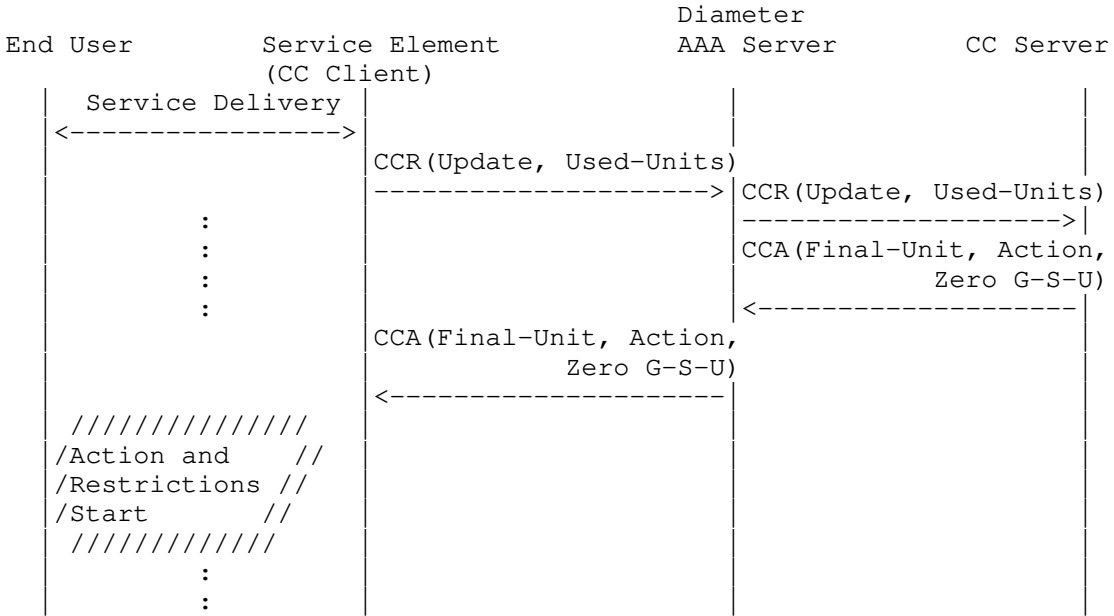 Diameter
End User Service Element AAA Server CC Server
(CC Client)
Service Delivery
CCR(Update, Used-Units)
CCR(Update, Used-Units)
CCA(Final-Unit, Action,
Zero G-S-U)
CCA(Final-Unit, Action,
Zero G-S-U)
///////////////
/Action and //
/Restrictions //
/Start //
/////////////